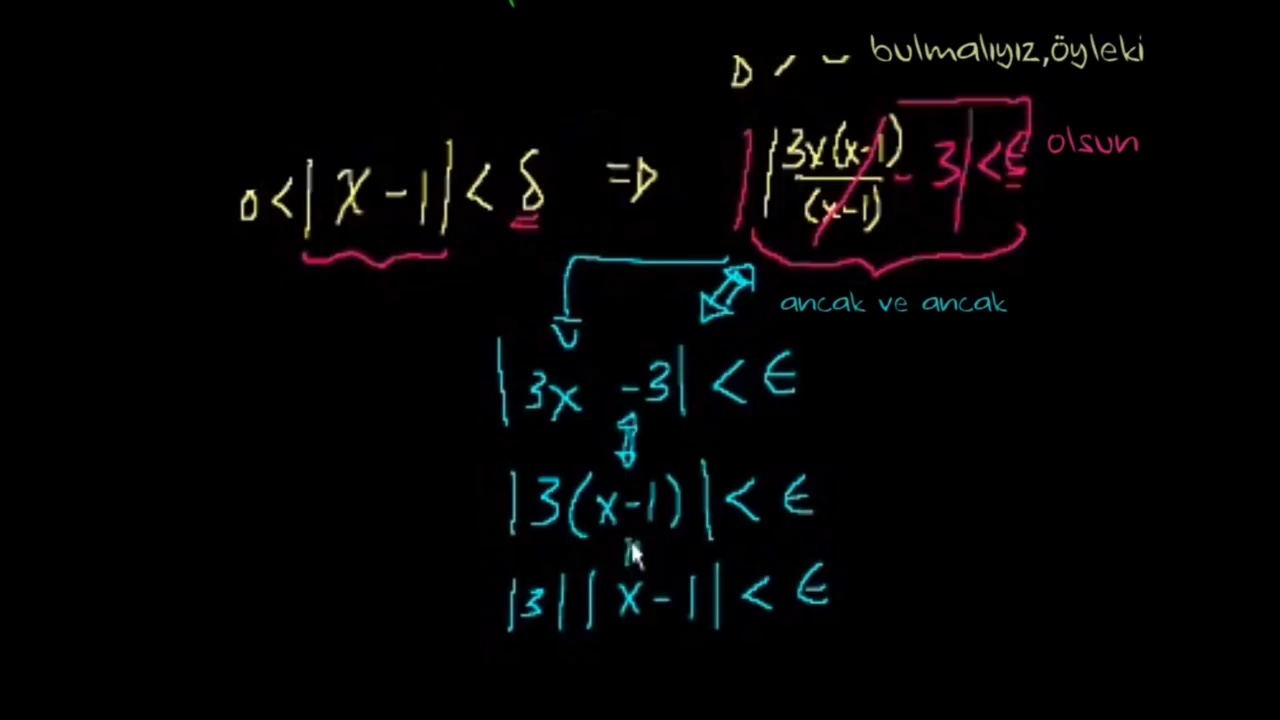 bulmalıyız,öyleki
0 < |x - 1| < δ => | |3x(x-1)/(x-1) - 3| < ε olsun
ancak ve ancak
|3x - 3| < ε
|3(x-1)| < ε
|3||x-1| < ε